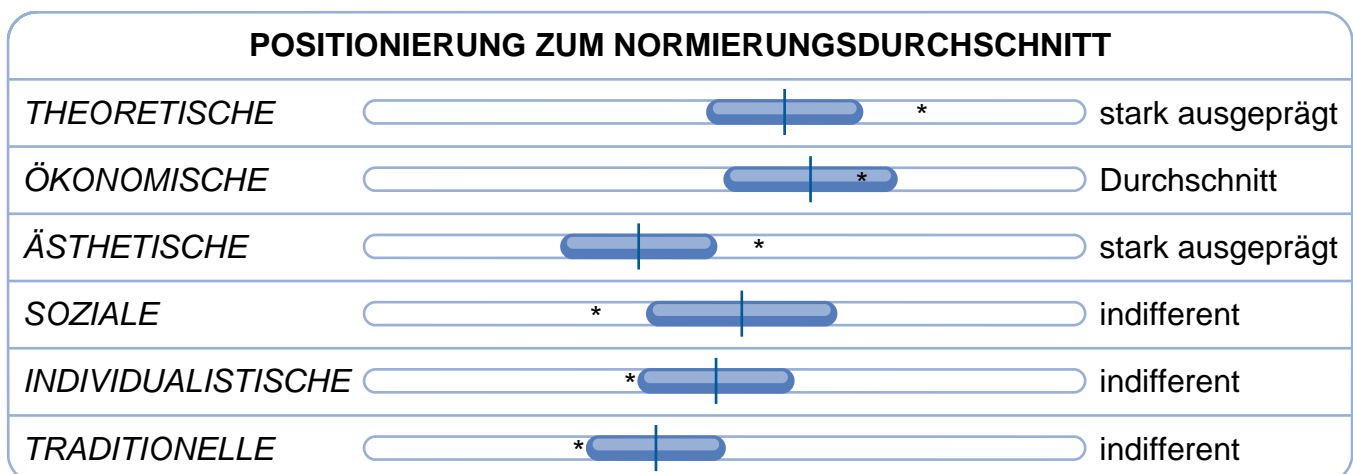 POSITIONIERUNG ZUM NORMIERUNGSDURCHSCHNITT
THEORETISCHE * stark ausgeprägt
ÖKONOMISCHE * Durchschnitt
ÄSTHETISCHE * stark ausgeprägt
SOZIALE * indifferent
INDIVIDUALISTISCHE * indifferent
TRADITIONELLE * indifferent